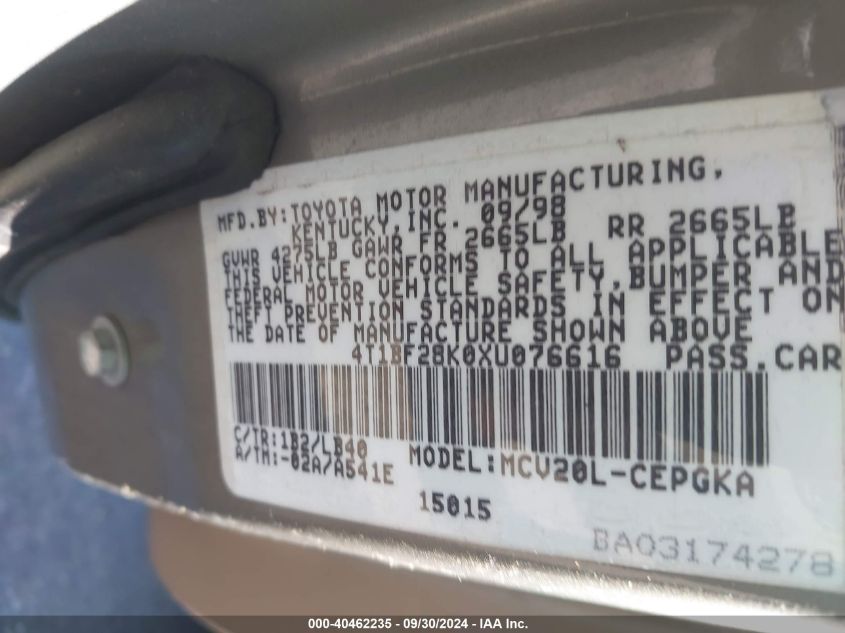 MFD.BY:TOYOTA MOTOR MANUFACTURING,
KENTUCKY,INC. 09/98
GVWR 4275LB GAWR FR 2665LB RR 2665LB
THIS VEHICLE CONFORMS TO ALL APPLICABLE
FEDERAL MOTOR VEHICLE SAFETY,BUMPER AND
THEFT PREVENTION STANDARDS IN EFFECT ON
THE DATE OF MANUFACTURE SHOWN ABOVE
4T1BF28K0XU076616 PASS.CAR
C/TR:1B2/LB40
A/TM:-02A/A541E MODEL:MCV20L-CEPGKA
15015
BA03174278
000-40462235 - 09/30/2024 - IAA Inc.